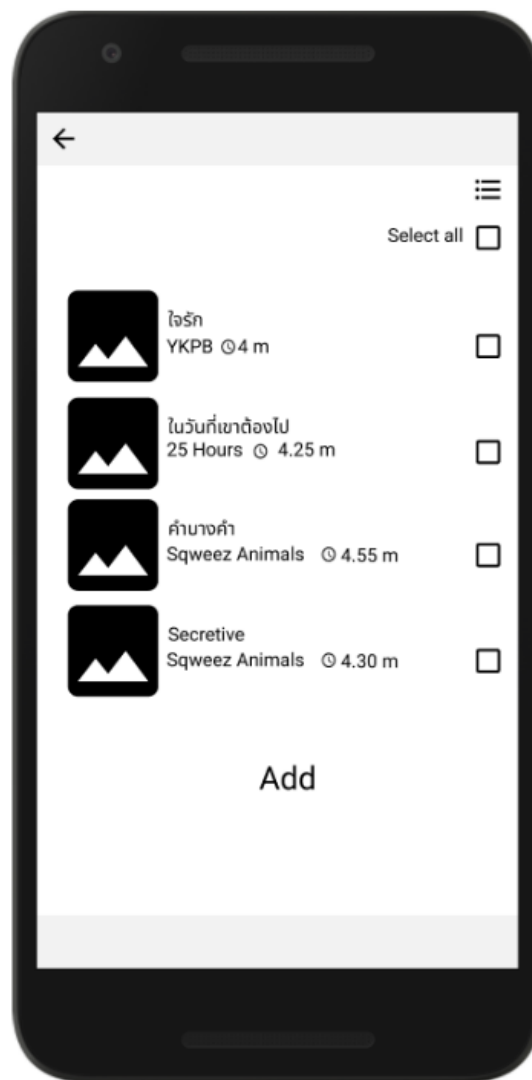 Select all
ใจรัก
YKPB 4 m
ในวันที่เขาต้องไป
25 Hours 4.25 m
คำบางคำ
Sqweez Animals 4.55 m
Secretive
Sqweez Animals 4.30 m
Add